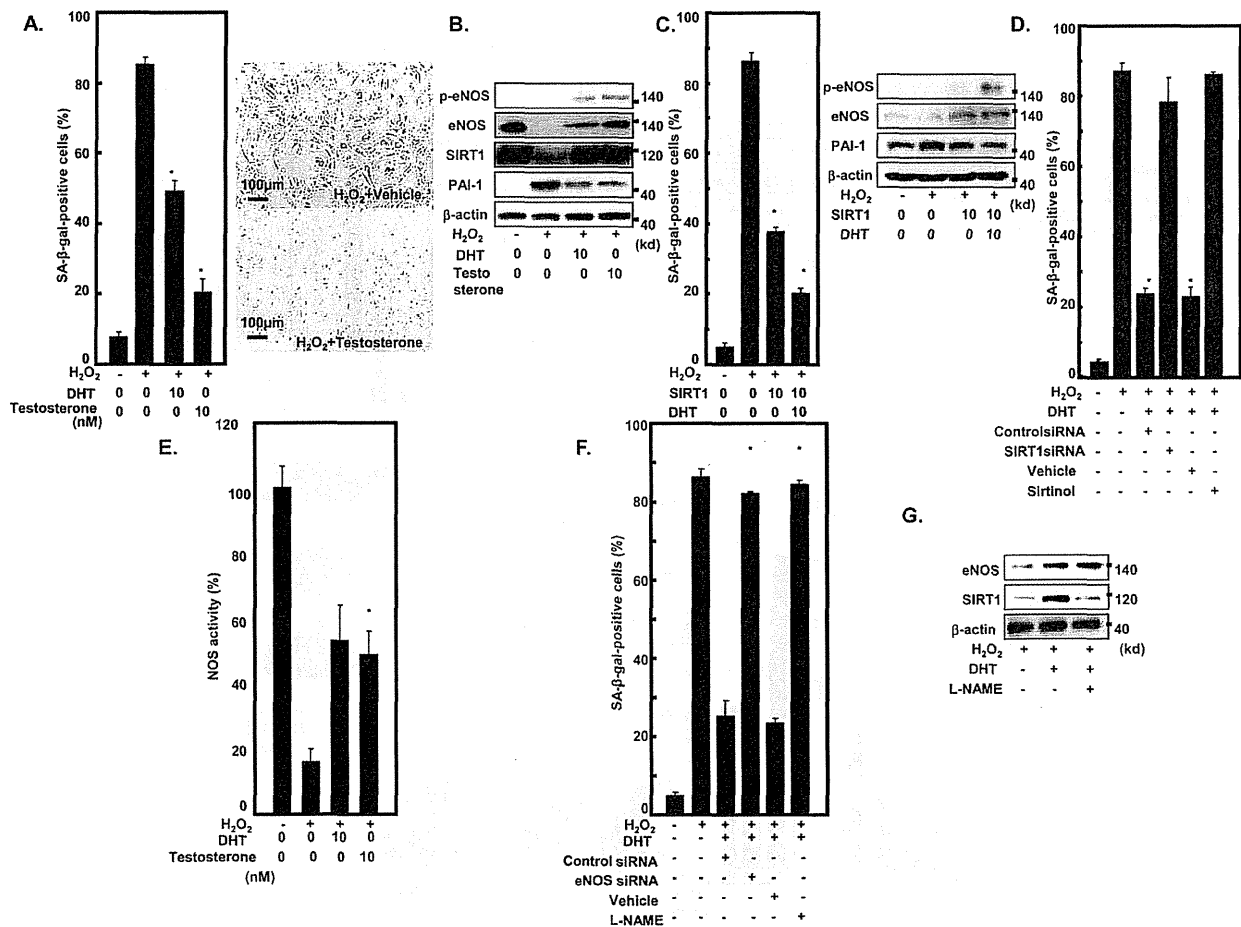 A.
100
80
60
40
20
0
SA-β-gal-positive cells (%)
H₂O₂ - + + +
DHT 0 0 10 0
Testosterone 0 0 0 10
(nM)
100μm
H₂O₂+Vehicle
100μm
H₂O₂+Testosterone
B.
p-eNOS 140
eNOS 140
SIRT1 120
PAI-1 40
β-actin 40
H₂O₂ - + + + (kd)
DHT 0 0 10 0
Testo 0 0 0 10
sterone
C.
100
80
60
40
20
0
SA-β-gal-positive cells (%)
H₂O₂ - + + +
SIRT1 0 0 10 10
DHT 0 0 0 10
p-eNOS 140
eNOS 140
PAI-1 40
β-actin 40
H₂O₂ - + + + (kd)
SIRT1 0 0 10 10
DHT 0 0 0 10
D.
100
80
60
40
20
0
SA-β-gal-positive cells (%)
H₂O₂ - + + + + +
DHT - - + + + +
ControlsiRNA - - + - - -
SIRT1siRNA - - - + - -
Vehicle - - - - + -
Sirtinol - - - - - +
E.
120
100
80
60
40
20
0
NOS activity (%)
H₂O₂ - + + +
DHT 0 0 10 0
Testosterone 0 0 0 10
(nM)
F.
100
80
60
40
20
0
SA-β-gal-positive cells (%)
H₂O₂ - + + + + +
DHT - - + + + +
Control siRNA - - + - - -
eNOS siRNA - - - + - -
Vehicle - - - - + -
L-NAME - - - - - +
G.
eNOS 140
SIRT1 120
β-actin 40
H₂O₂ + + + (kd)
DHT - + +
L-NAME - - +